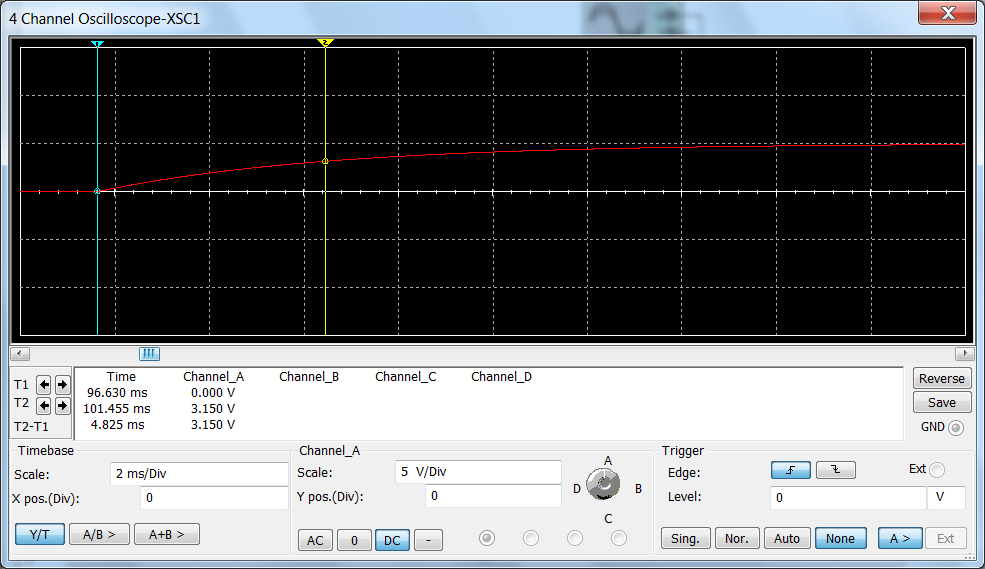 4 Channel Oscilloscope-XSC1
1
2
Time Channel_A Channel_B Channel_C Channel_D
T1 96.630 ms 0.000 V
T2 101.455 ms 3.150 V
T2-T1 4.825 ms 3.150 V
Reverse
Save
GND
Timebase
Scale: 2 ms/Div
X pos.(Div): 0
Y/T A/B > A+B >
Channel_A
Scale: 5 V/Div
Y pos.(Div): 0
A
D B
C
AC 0 DC -
Trigger
Edge: Ext
Level: 0 V
Sing. Nor. Auto None A > Ext